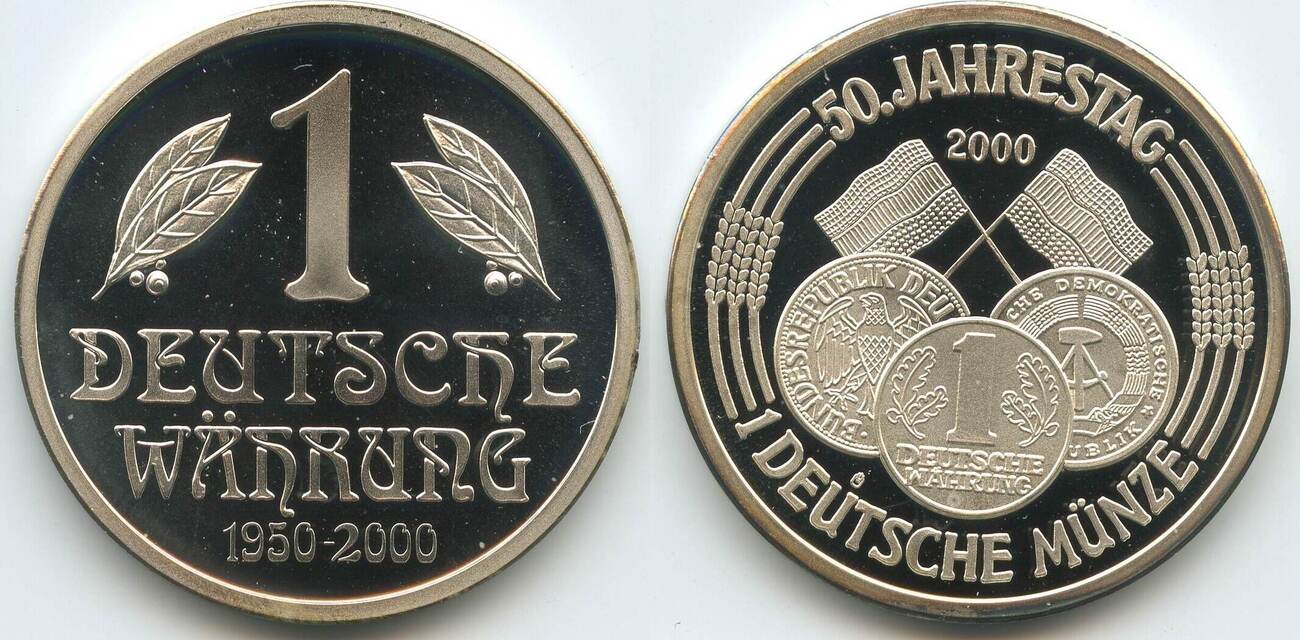 1
DEUTSCHE
WÄHRUNG
1950-2000
50. JAHRESTAG
2000
BUNDESREPUBLIK DEU
CHE DEMOKRATISCHE
UBLIK
1
DEUTSCHE
WÄHRUNG
1 DEUTSCHE MÜNZE